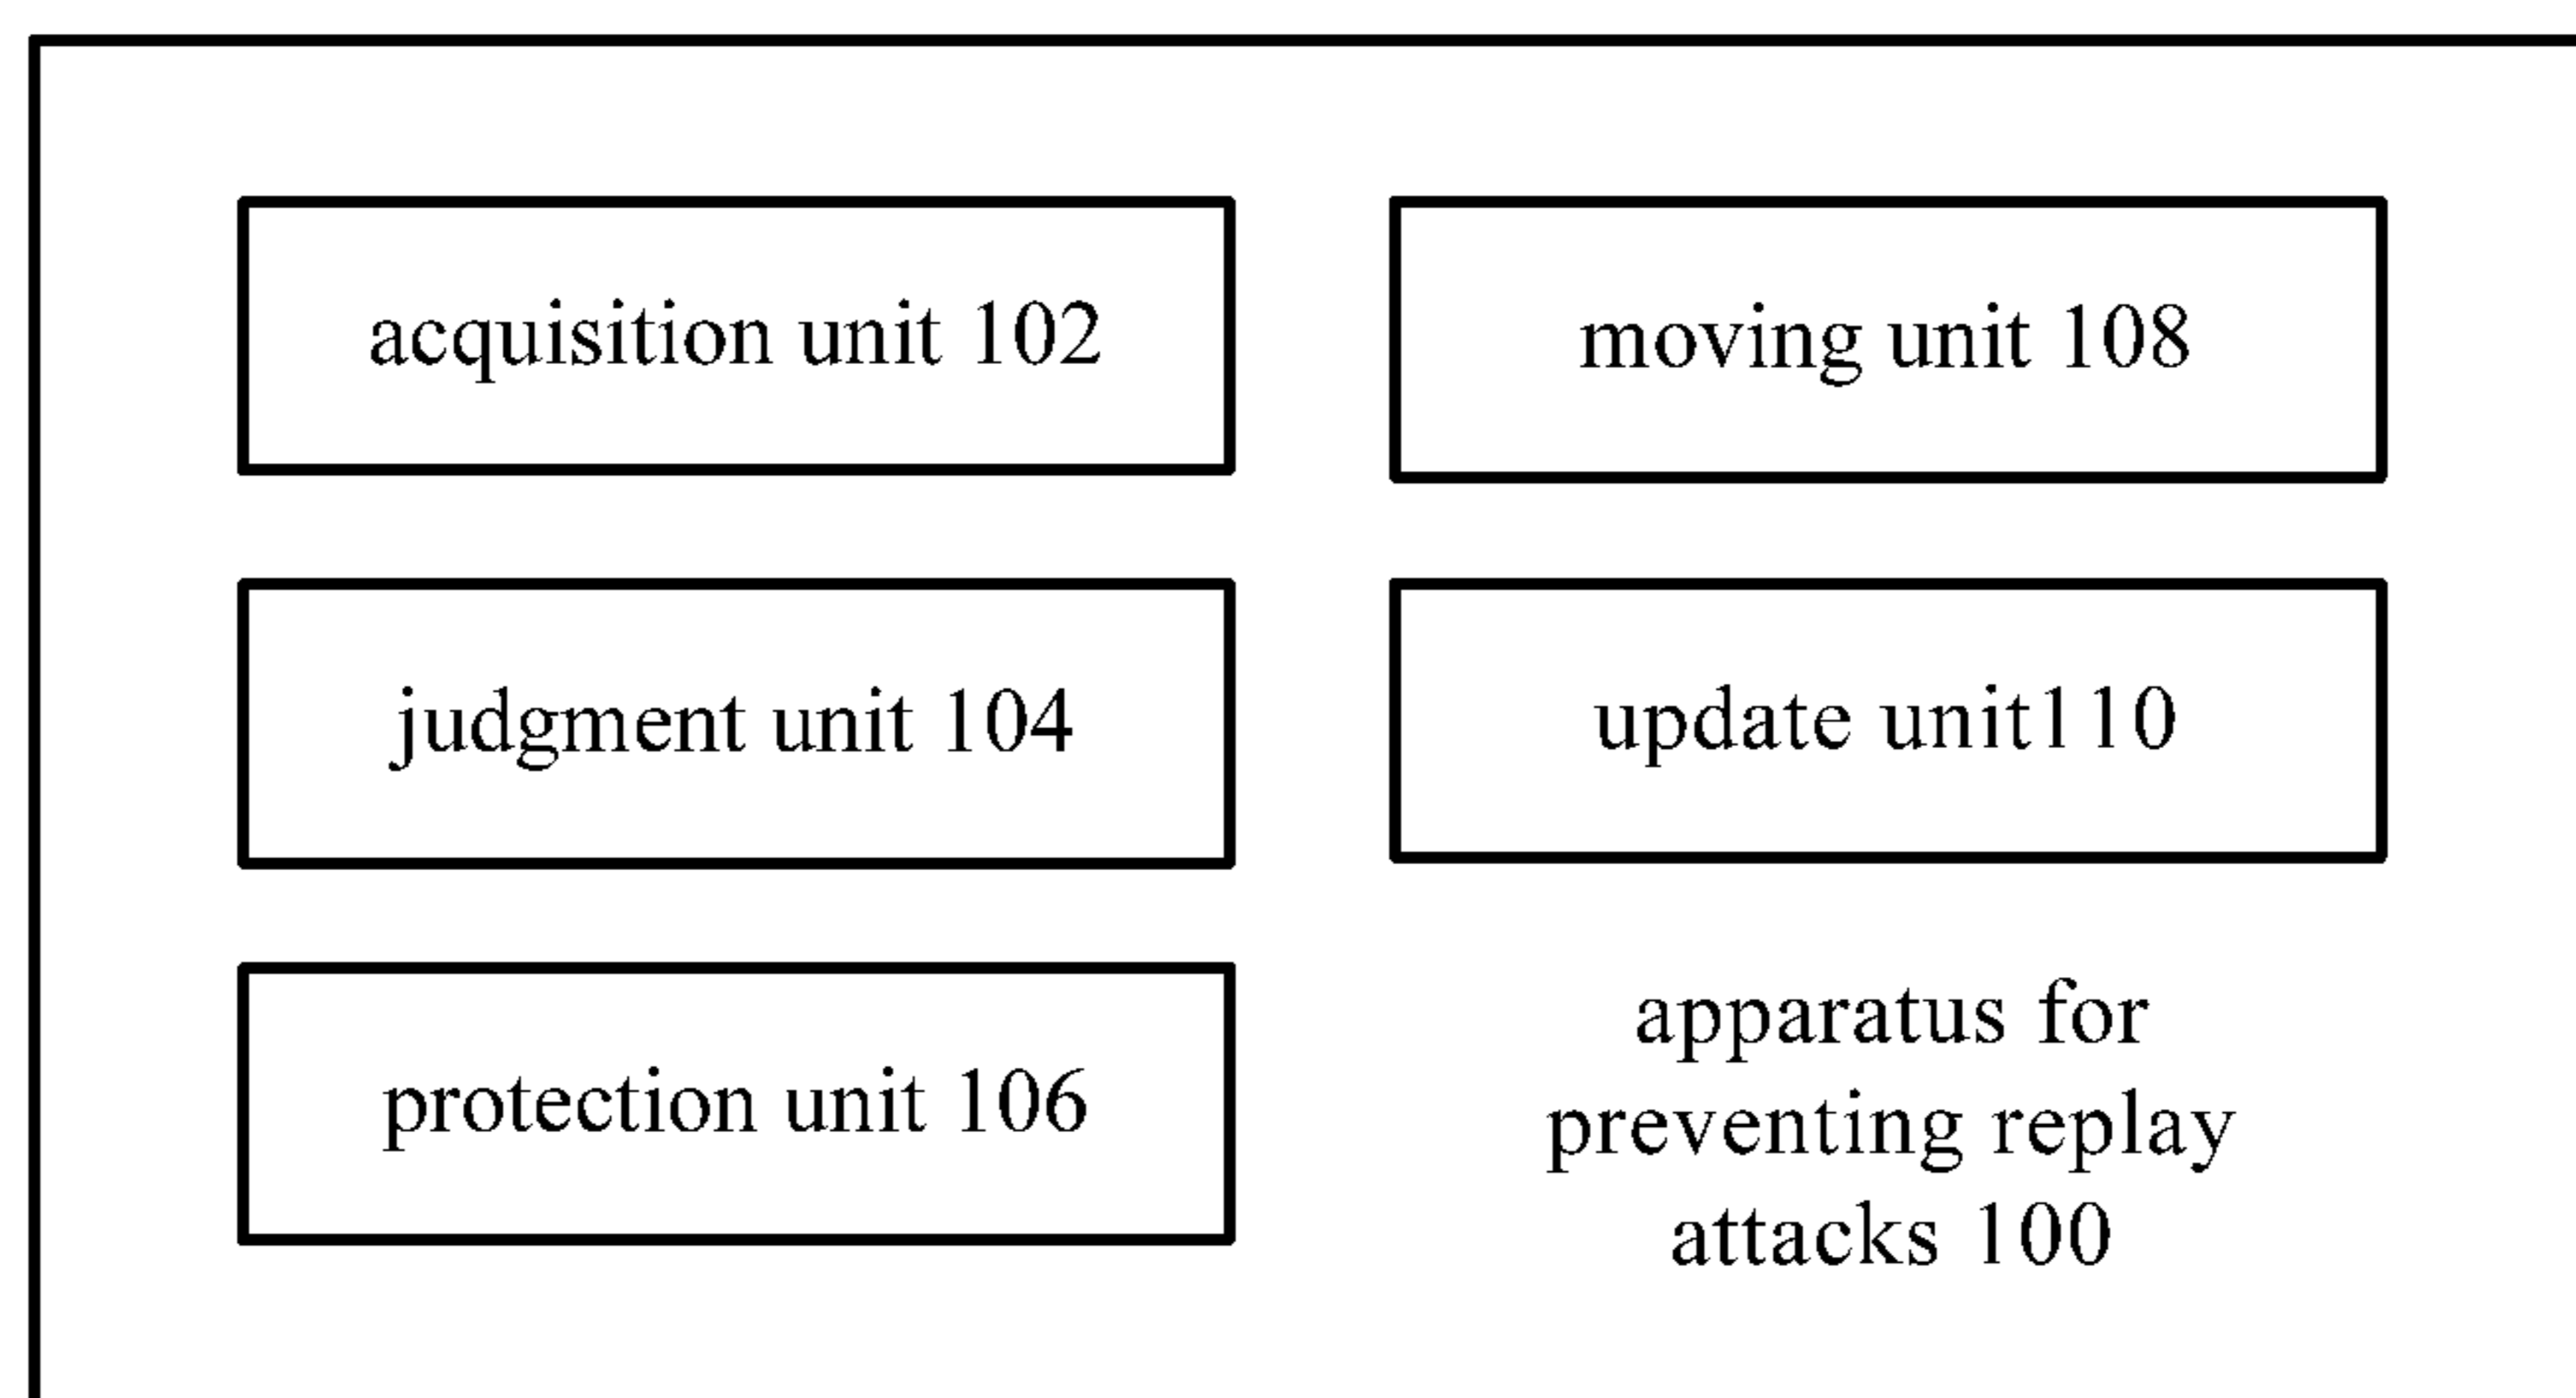 acquisition unit 102
judgment unit 104
protection unit 106
moving unit 108
update unit110
apparatus for
preventing replay
attacks 100